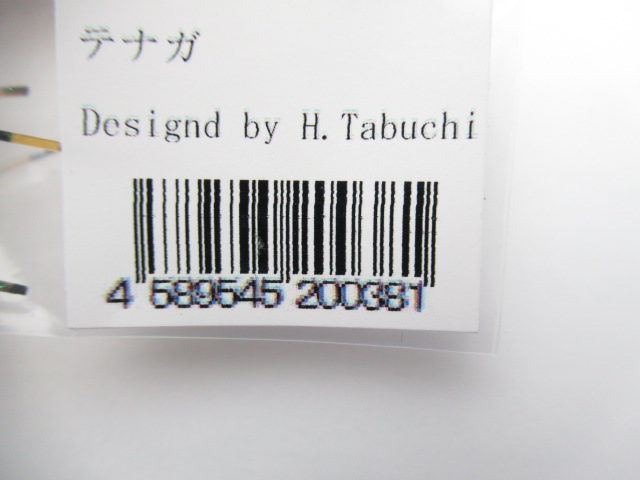 テナガ
Designd by H.Tabuchi
4 589545 200381